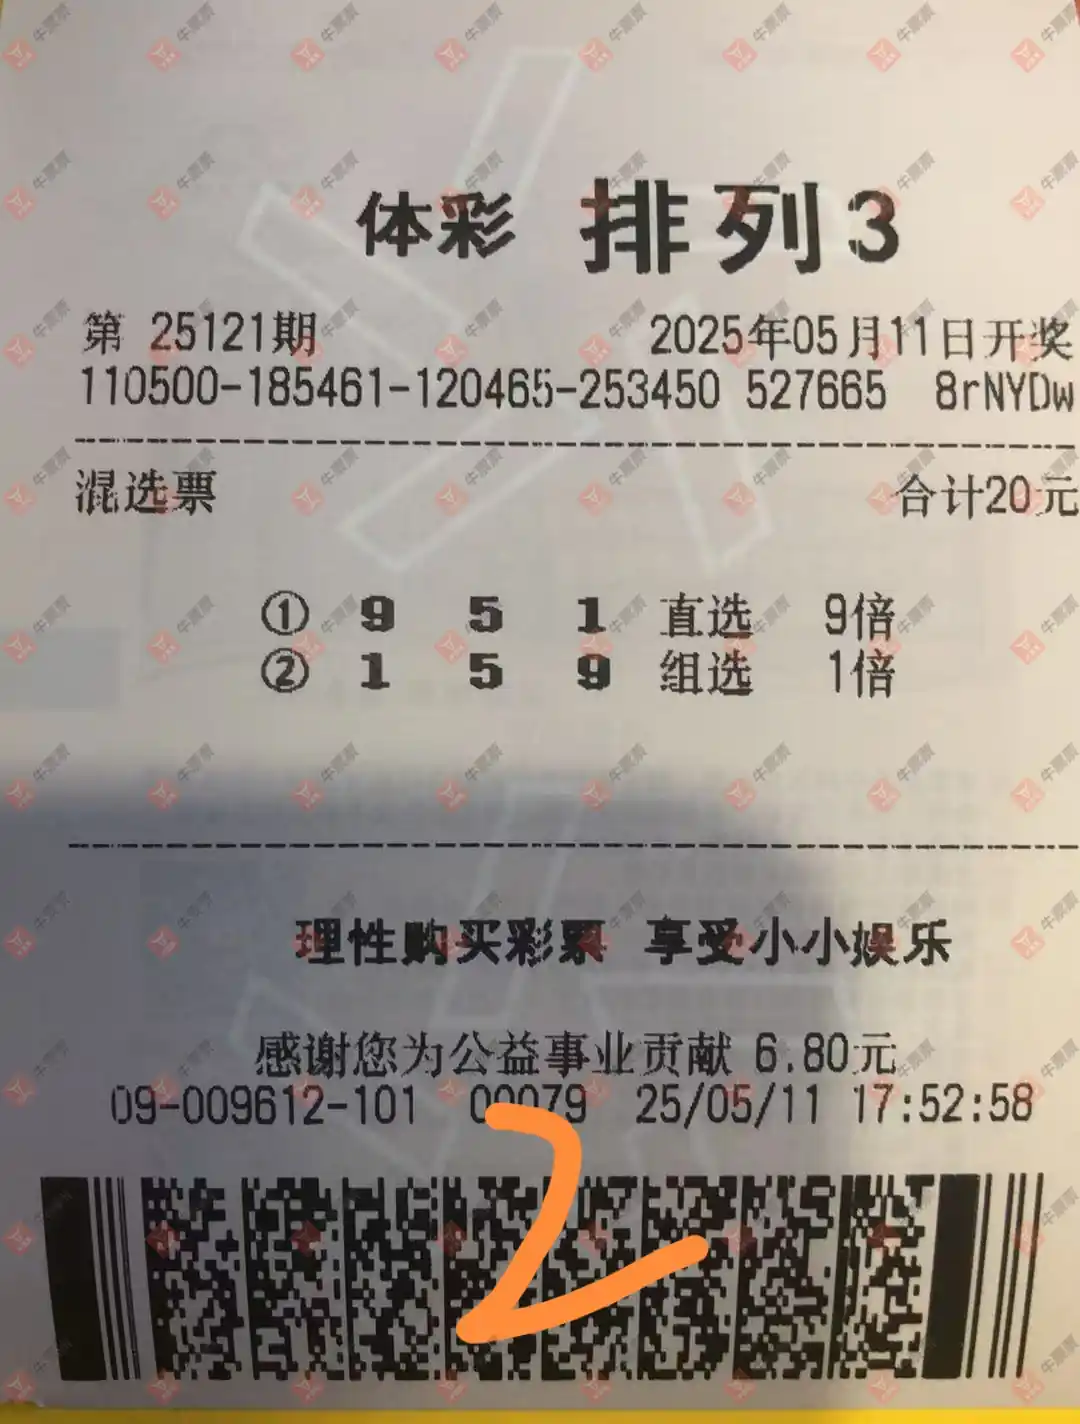 体彩 排列3
第 25121期 2025年05月11日开奖
110500-185461-120465-253450 527665 8rNYDw
混选票 合计20元
① 9 5 1 直选 9倍
② 1 5 9 组选 1倍
理性购买彩票 享受小小娱乐
感谢您为公益事业贡献 6.80元
09-009612-101 00079 25/05/11 17:52:58
2
牛票票